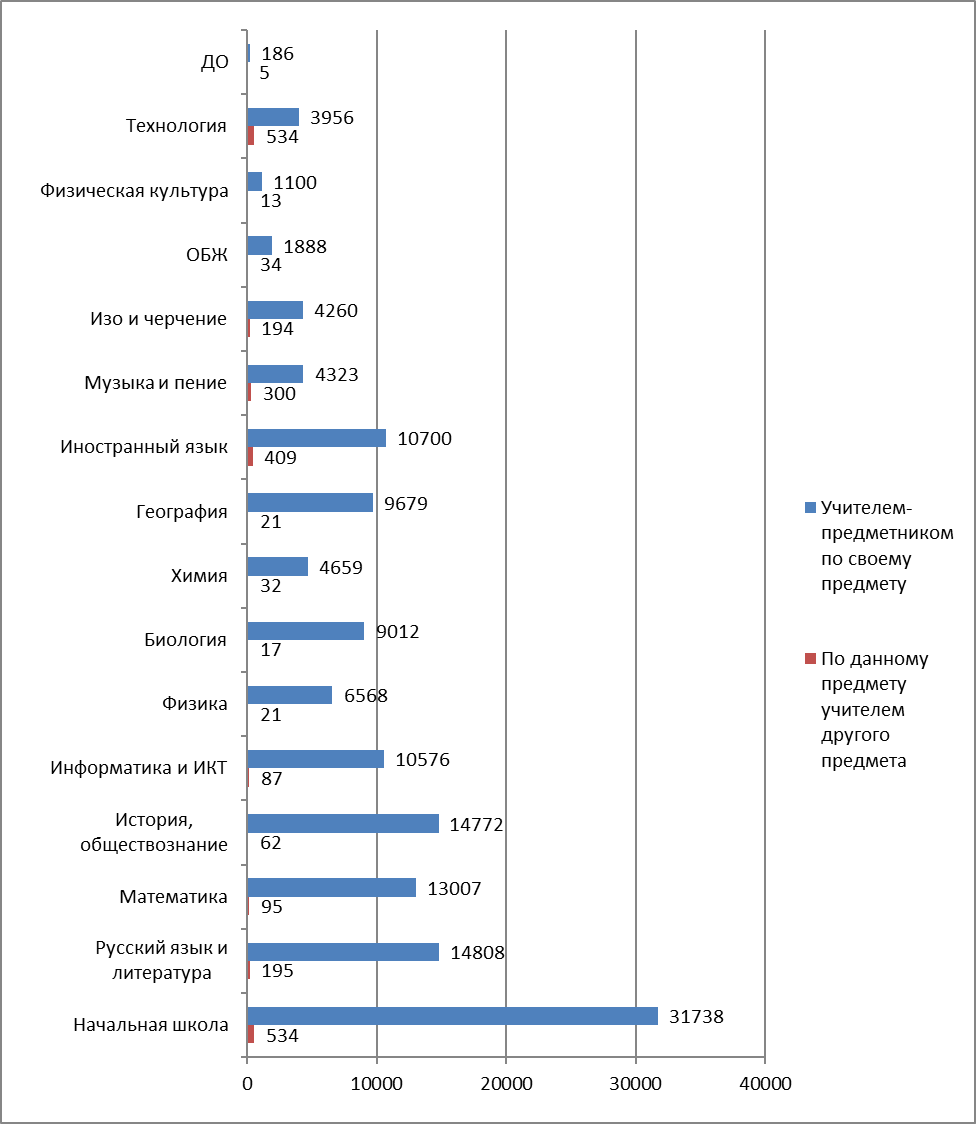 ДО
186
5
Технология
3956
534
Физическая культура
1100
13
ОБЖ
1888
34
Изо и черчение
4260
194
Музыка и пение
4323
300
Иностранный язык
10700
409
География
9679
21
Химия
4659
32
Биология
9012
17
Физика
6568
21
Информатика и ИКТ
10576
87
История,
обществознание
14772
62
Математика
13007
95
Русский язык и
литература
14808
195
Начальная школа
31738
534
0 10000 20000 30000 40000
Учителем-
предметником
по своему
предмету
По данному
предмету
учителем
другого
предмета